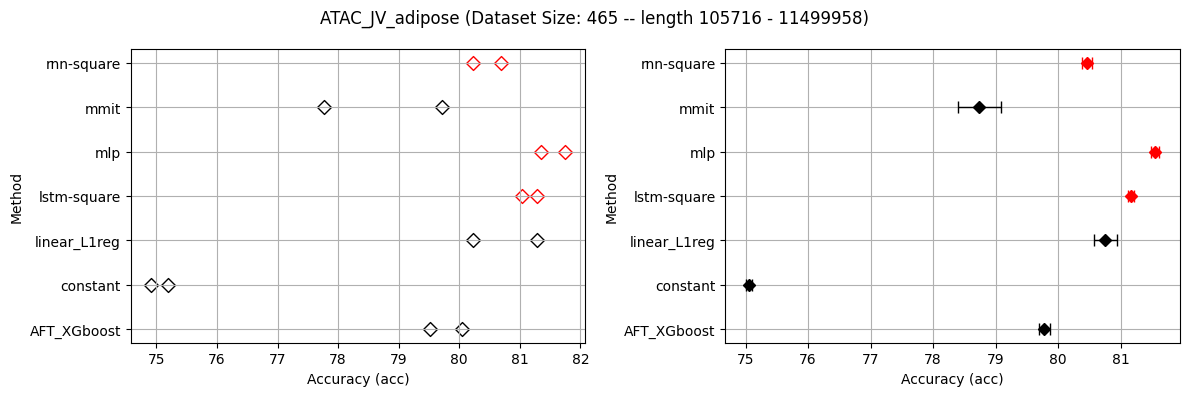 ATAC_JV_adipose (Dataset Size: 465 -- length 105716 - 11499958)
Method
rnn-square
mmit
mlp
lstm-square
linear_L1reg
constant
AFT_XGboost
75 76 77 78 79 80 81 82
Accuracy (acc)
Method
rnn-square
mmit
mlp
lstm-square
linear_L1reg
constant
AFT_XGboost
75 76 77 78 79 80 81
Accuracy (acc)